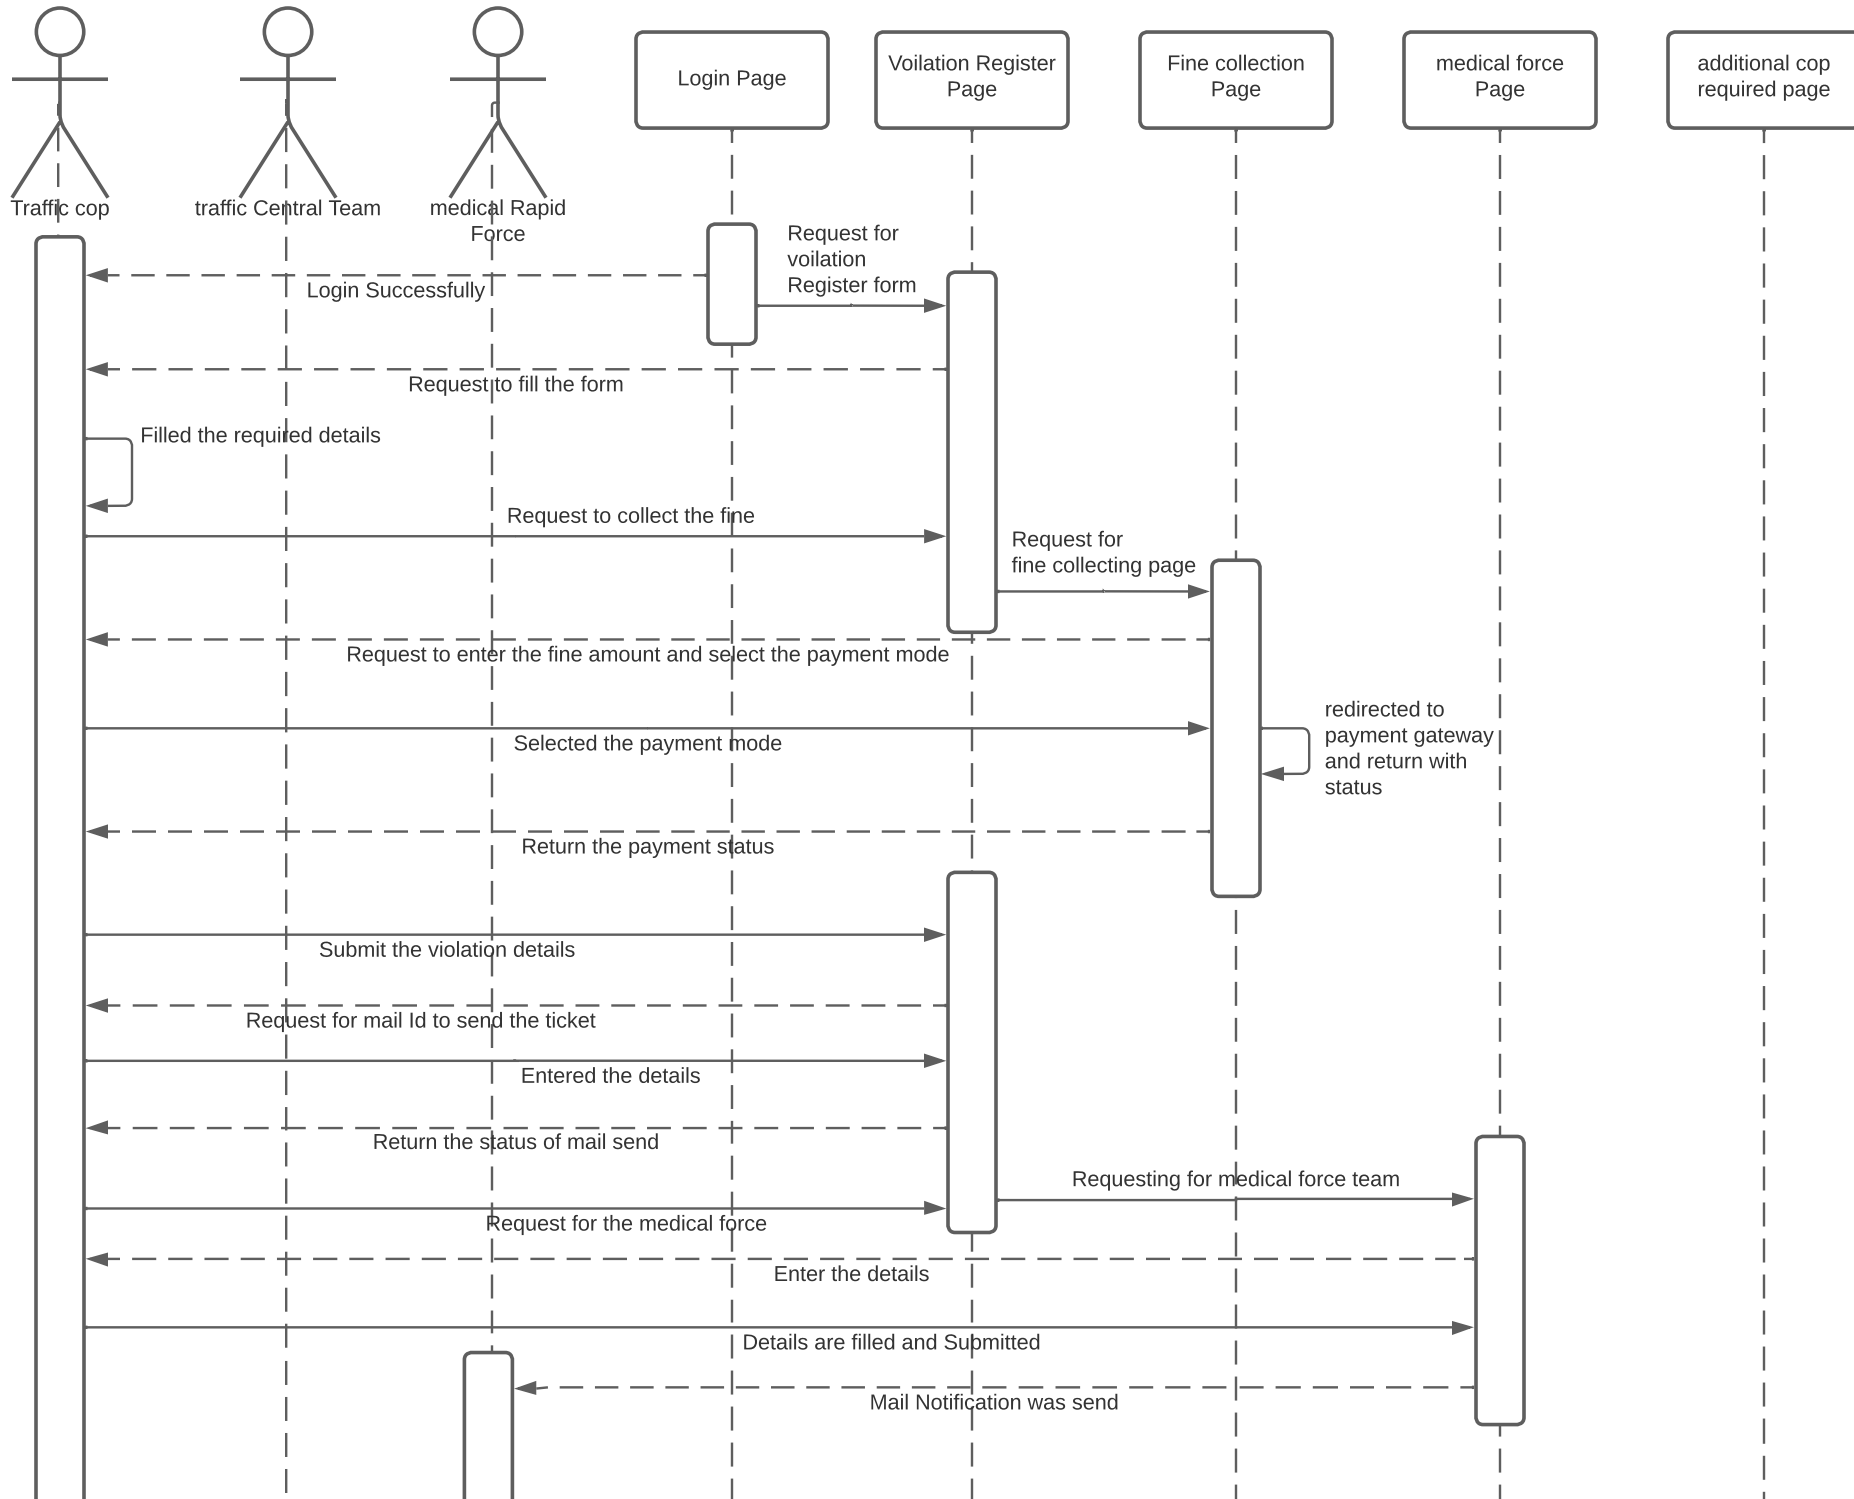 Traffic cop
traffic Central Team
medical Rapid
Force
Login Page
Voilation Register
Page
Fine collection
Page
medical force
Page
additional cop
required page
Request for
voilation
Register form
Login Successfully
Request to fill the form
Filled the required details
Request to collect the fine
Request for
fine collecting page
Request to enter the fine amount and select the payment mode
redirected to
payment gateway
and return with
status
Selected the payment mode
Return the payment status
Submit the violation details
Request for mail Id to send the ticket
Entered the details
Return the status of mail send
Requesting for medical force team
Request for the medical force
Enter the details
Details are filled and Submitted
Mail Notification was send